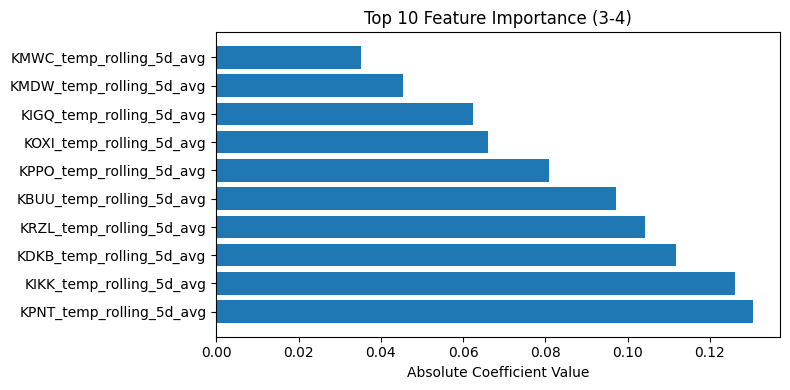 Top 10 Feature Importance (3-4)
KMWC_temp_rolling_5d_avg
KMDW_temp_rolling_5d_avg
KIGQ_temp_rolling_5d_avg
KOXI_temp_rolling_5d_avg
KPPO_temp_rolling_5d_avg
KBUU_temp_rolling_5d_avg
KRZL_temp_rolling_5d_avg
KDKB_temp_rolling_5d_avg
KIKK_temp_rolling_5d_avg
KPNT_temp_rolling_5d_avg
0.00 0.02 0.04 0.06 0.08 0.10 0.12
Absolute Coefficient Value